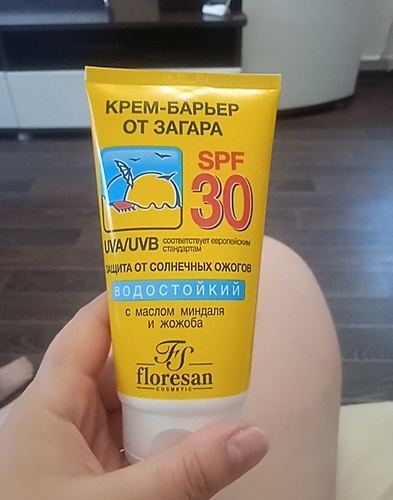 КРЕМ-БАРЬЕР
ОТ ЗАГАРА
SPF
30
UVA/UVB соответствует европейским
стандартам
ЗАЩИТА ОТ СОЛНЕЧНЫХ ОЖОГОВ
ВОДОСТОЙКИЙ
с маслом миндаля
и жожоба
FS
floresan
COSMETIC